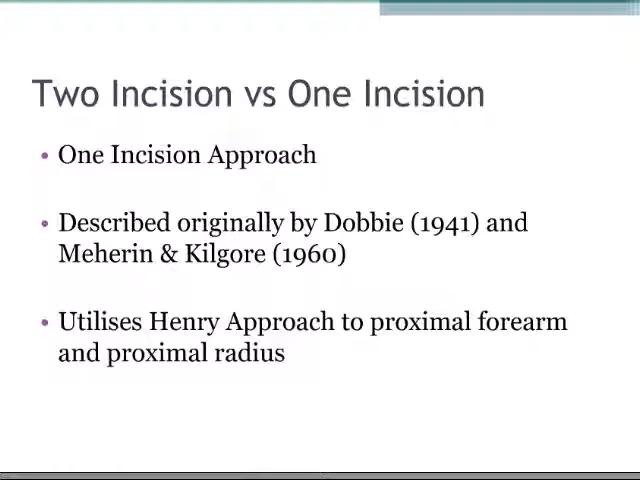 Two Incision vs One Incision
• One Incision Approach
• Described originally by Dobbie (1941) and
Meherin & Kilgore (1960)
• Utilises Henry Approach to proximal forearm
and proximal radius